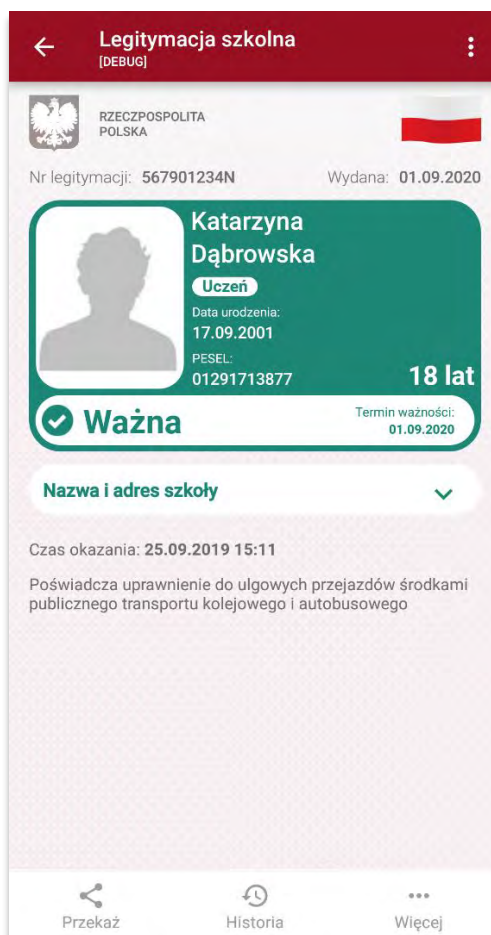 Legitymacja szkolna
[DEBUG]
RZECZPOSPOLITA
POLSKA
Nr legitymacji: 567901234N Wydana: 01.09.2020
Katarzyna
Dąbrowska
Uczeń
Data urodzenia:
17.09.2001
PESEL:
01291713877 18 lat
Ważna
Termin ważności:
01.09.2020
Nazwa i adres szkoły
Czas okazania: 25.09.2019 15:11
Poświadcza uprawnienie do ulgowych przejazdów środkami
publicznego transportu kolejowego i autobusowego
Przekaż Historia Więcej